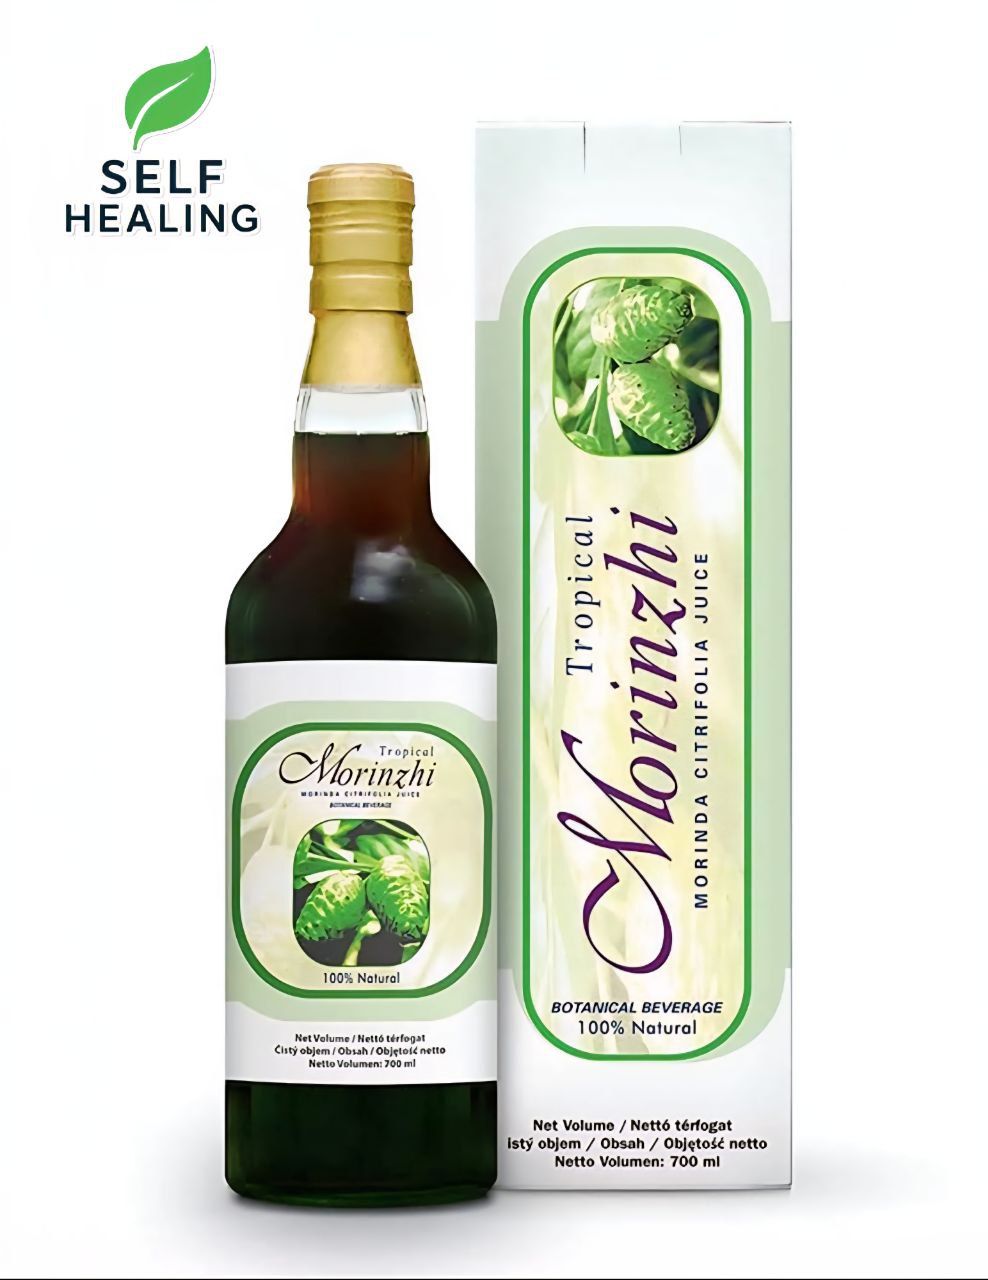 SELF
HEALING
Tropical
Morinzhi
MORINDA CITRIFOLIA JUICE
BOTANICAL BEVERAGE
100% Natural
Net Volume / Nettó térfogat
Čistý objem / Obsah / Objętość netto
Netto Volumen: 700 ml
Tropical
Morinzhi
MORINDA CITRIFOLIA JUICE
BOTANICAL BEVERAGE
100% Natural
Net Volume / Nettó térfogat
istý objem / Obsah / Objętość netto
Netto Volumen: 700 ml